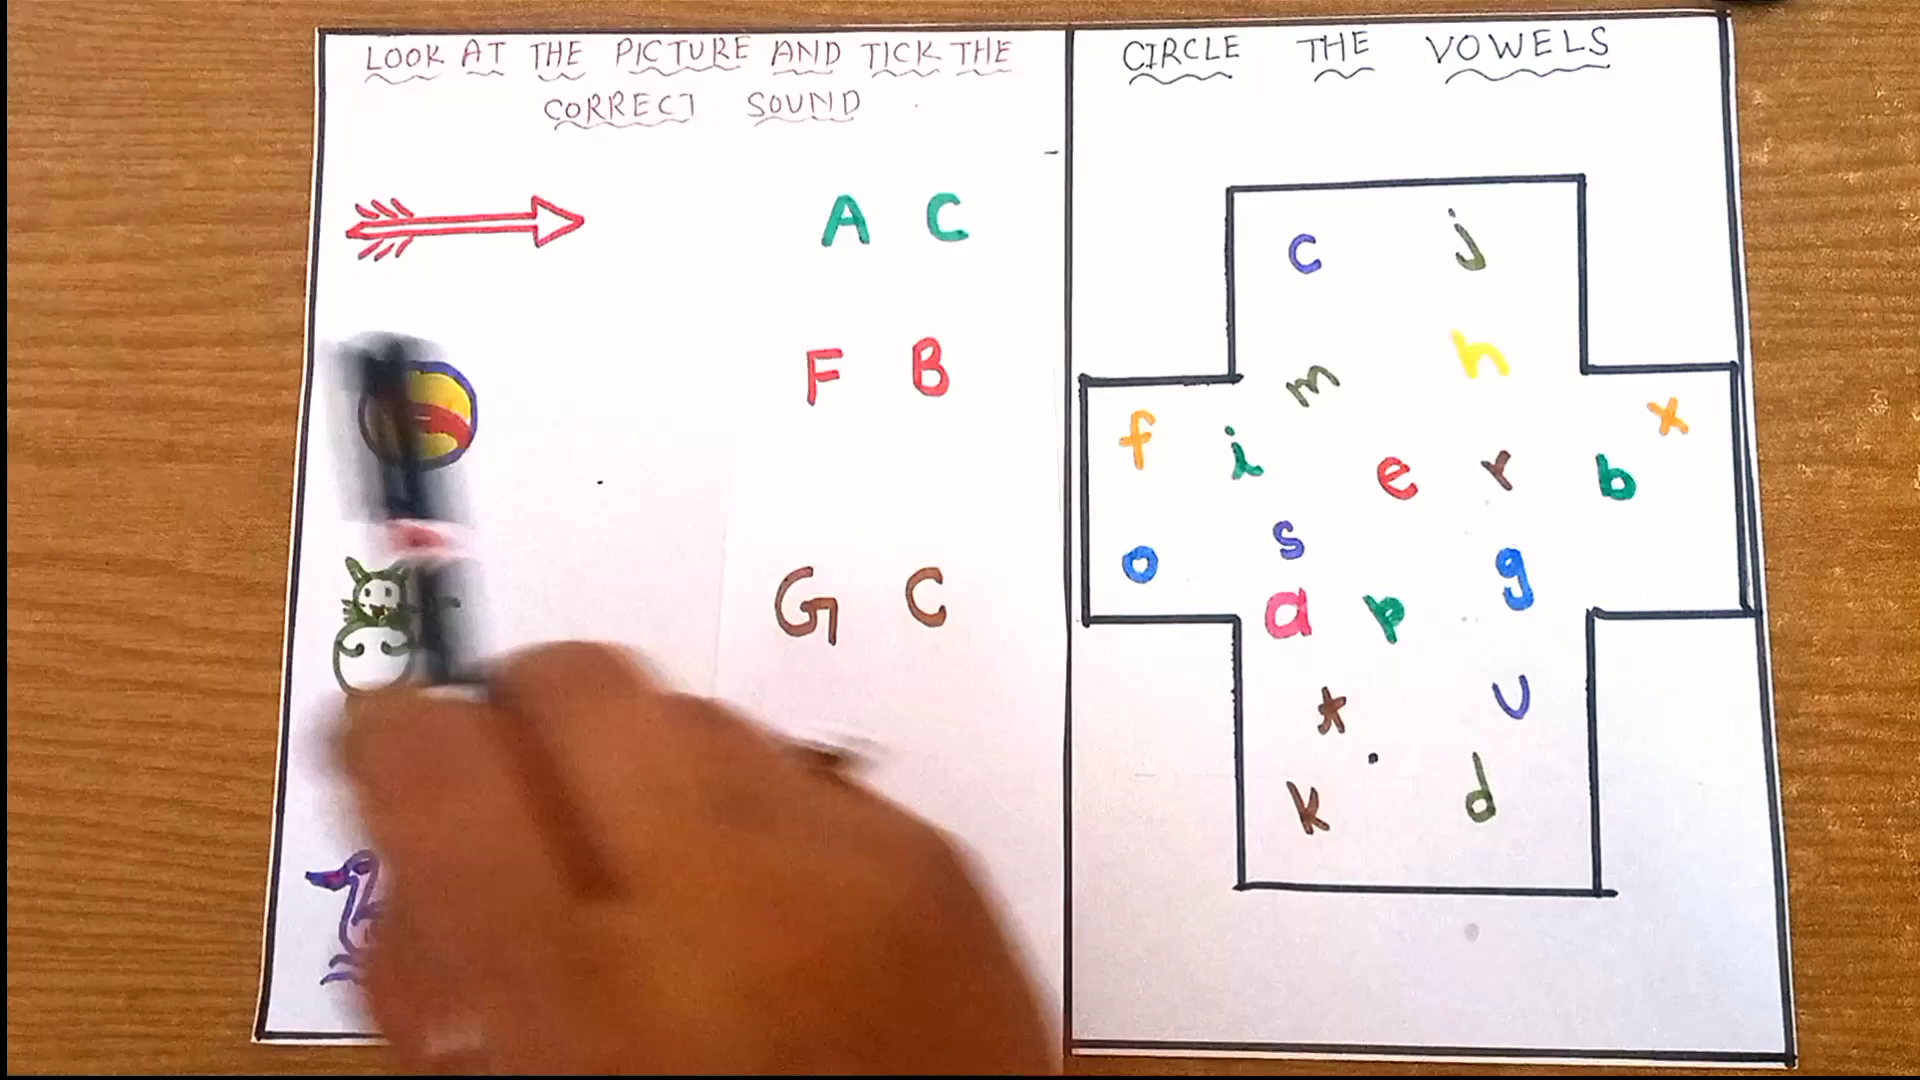 LOOK AT THE PICTURE AND TICK THE
CORRECT SOUND
A C
F B
G C
CIRCLE THE VOWELS
c j
m h
f i e r b x
o s g
a p
t u
k d